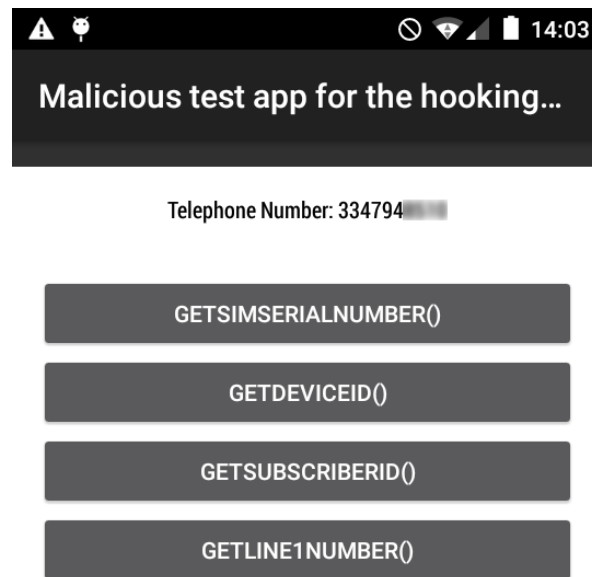 14:03
Malicious test app for the hooking…
Telephone Number: 334794
GETSIMSERIALNUMBER()
GETDEVICEID()
GETSUBSCRIBERID()
GETLINE1NUMBER()